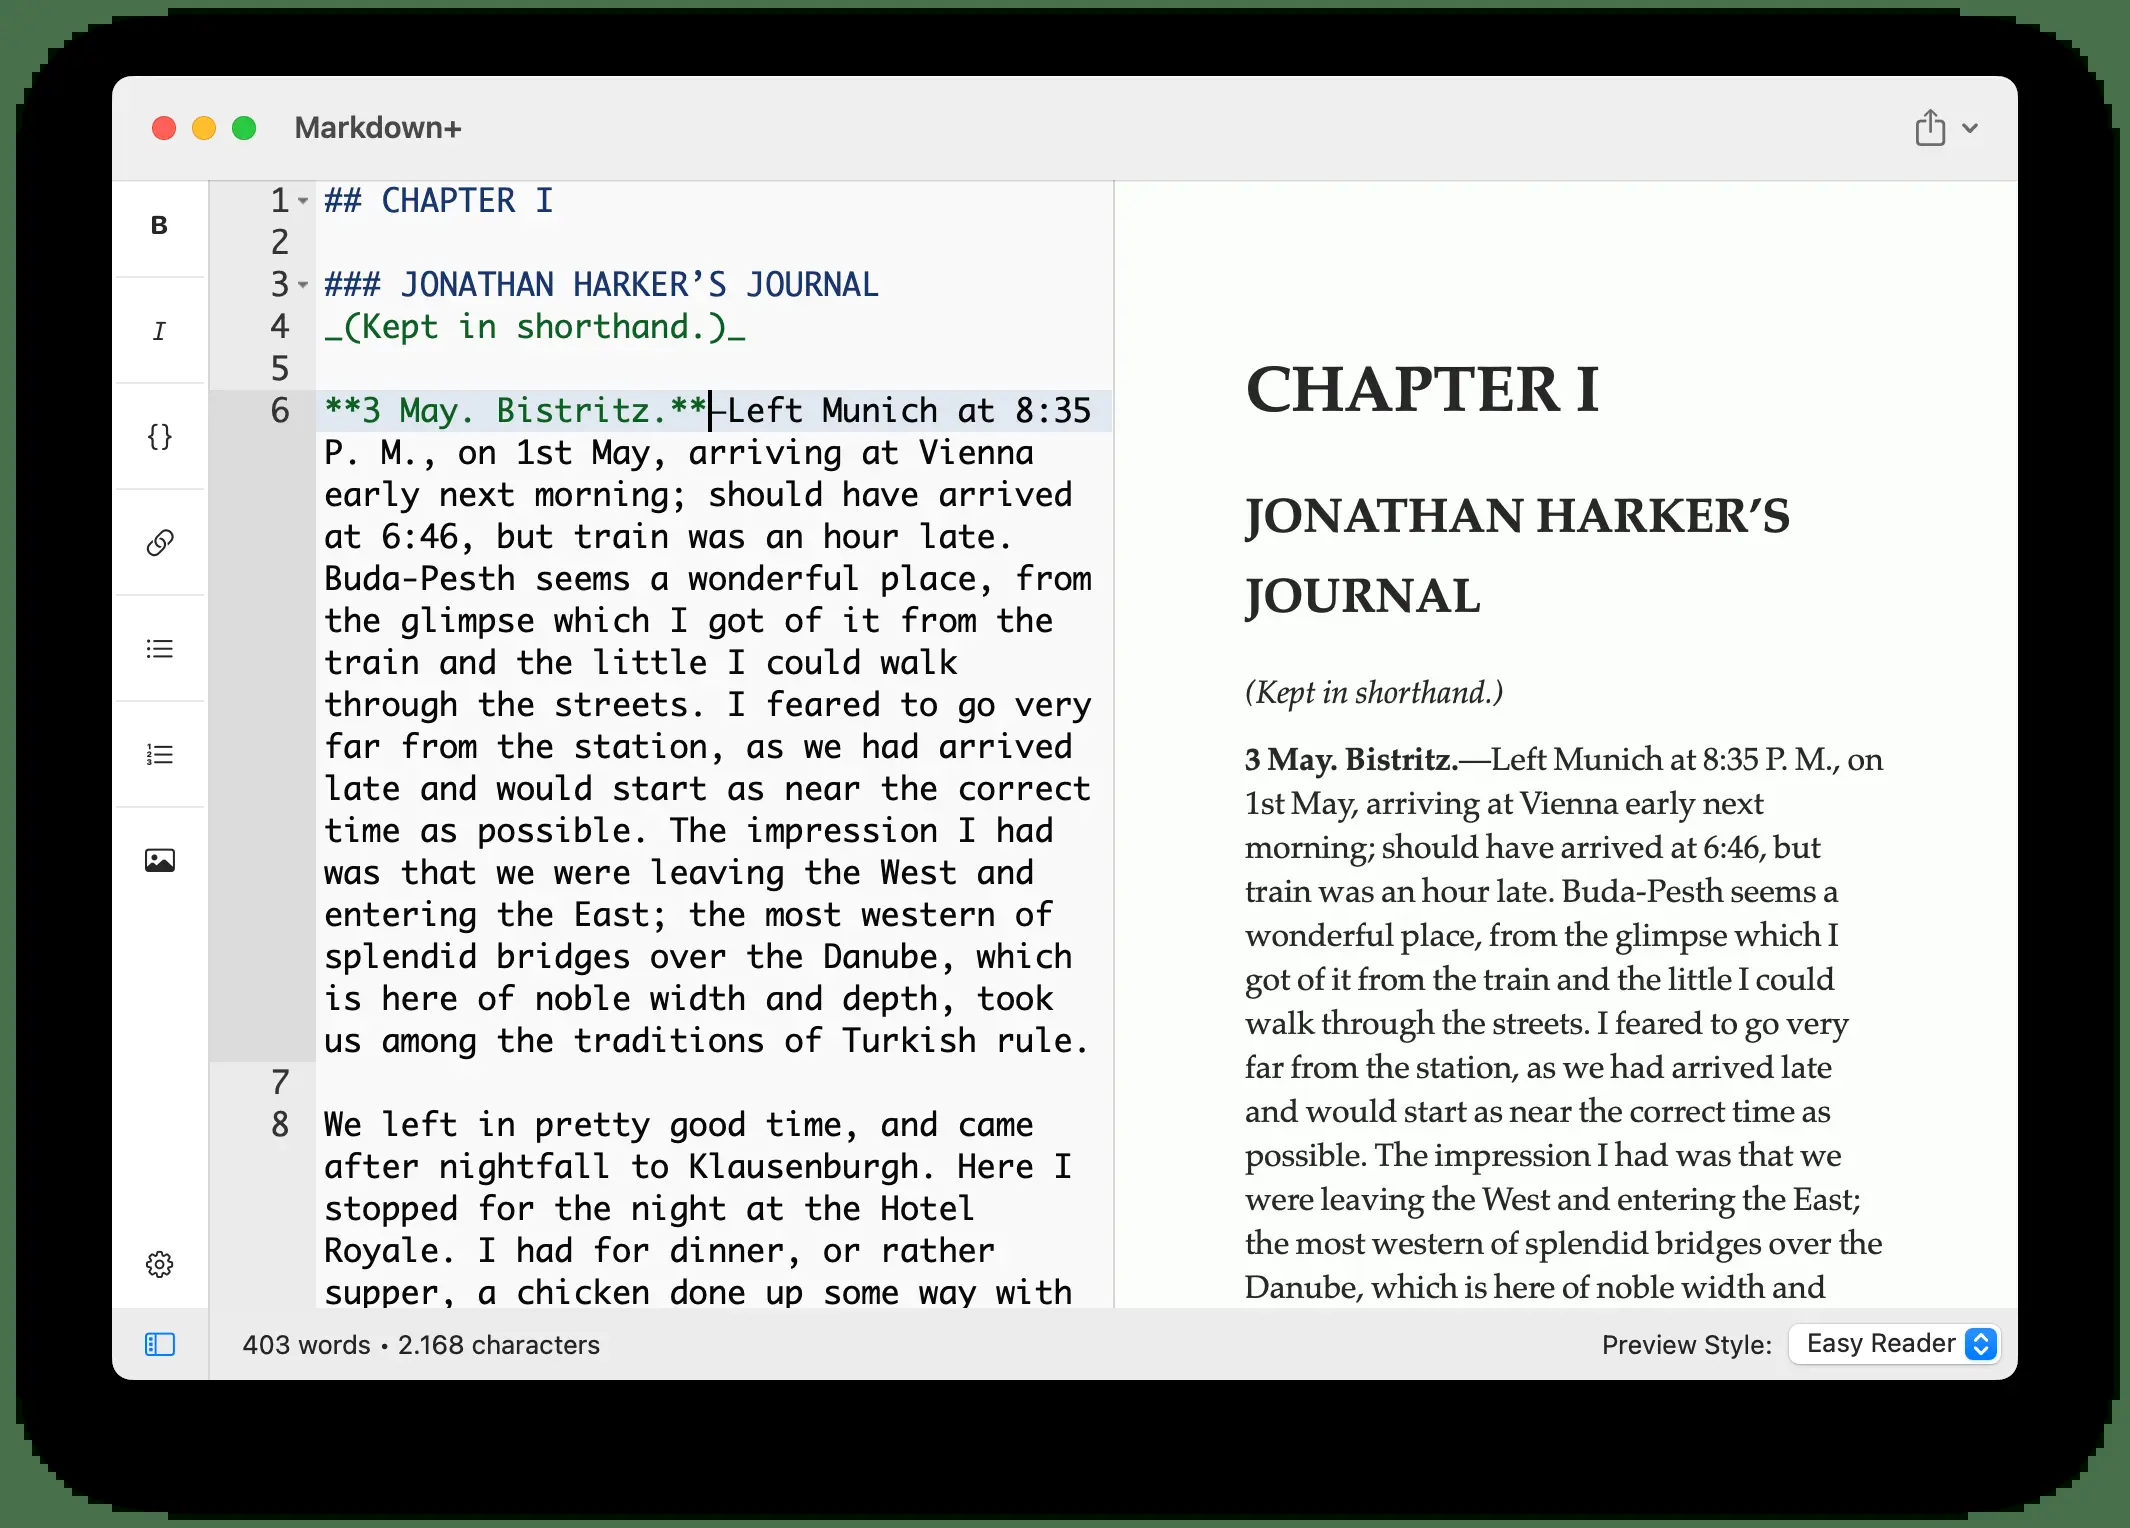 Markdown+
B
I
{}
1 ## CHAPTER I
2
3 ### JONATHAN HARKER’S JOURNAL
4 _(Kept in shorthand.)_
5
6 **3 May. Bistritz.**—Left Munich at 8:35
P. M., on 1st May, arriving at Vienna
early next morning; should have arrived
at 6:46, but train was an hour late.
Buda-Pesth seems a wonderful place, from
the glimpse which I got of it from the
train and the little I could walk
through the streets. I feared to go very
far from the station, as we had arrived
late and would start as near the correct
time as possible. The impression I had
was that we were leaving the West and
entering the East; the most western of
splendid bridges over the Danube, which
is here of noble width and depth, took
us among the traditions of Turkish rule.
7
8 We left in pretty good time, and came
after nightfall to Klausenburgh. Here I
stopped for the night at the Hotel
Royale. I had for dinner, or rather
supper, a chicken done up some way with
CHAPTER I
JONATHAN HARKER’S
JOURNAL
(Kept in shorthand.)
3 May. Bistritz.—Left Munich at 8:35 P. M., on
1st May, arriving at Vienna early next
morning; should have arrived at 6:46, but
train was an hour late. Buda-Pesth seems a
wonderful place, from the glimpse which I
got of it from the train and the little I could
walk through the streets. I feared to go very
far from the station, as we had arrived late
and would start as near the correct time as
possible. The impression I had was that we
were leaving the West and entering the East;
the most western of splendid bridges over the
Danube, which is here of noble width and
403 words • 2.168 characters
Preview Style: Easy Reader